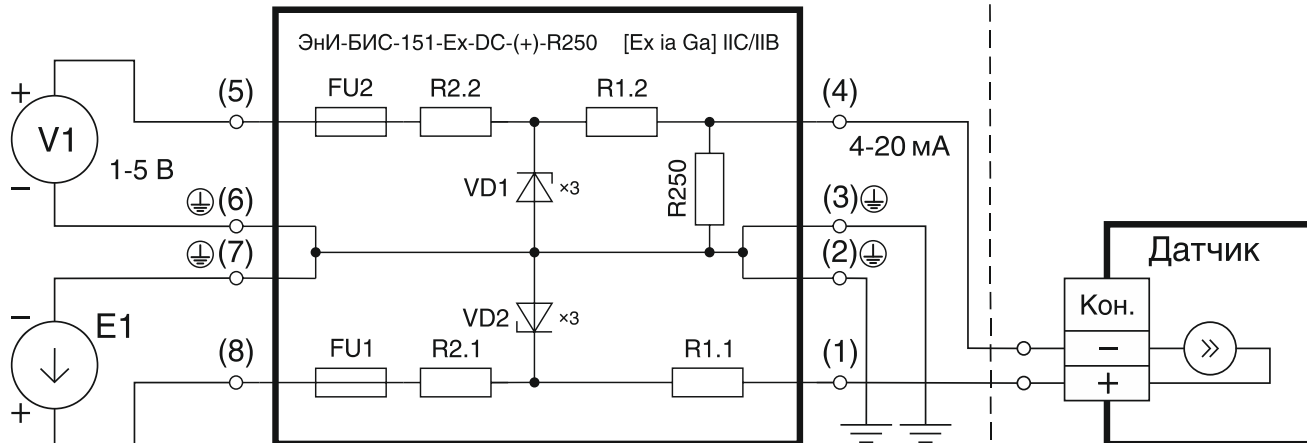 ЭнИ-БИС-151-Ex-DC-(+)-R250 [Ex ia Ga] IIC/IIB
+
(5)
FU2
R2.2
R1.2
(4)
V1
1-5 В
4-20 мА
VD1
×3
R250
−
(6)
(3)
(7)
(2)
Датчик
−
E1
VD2
×3
Кон.
(8)
FU1
R2.1
R1.1
(1)
−
+
+